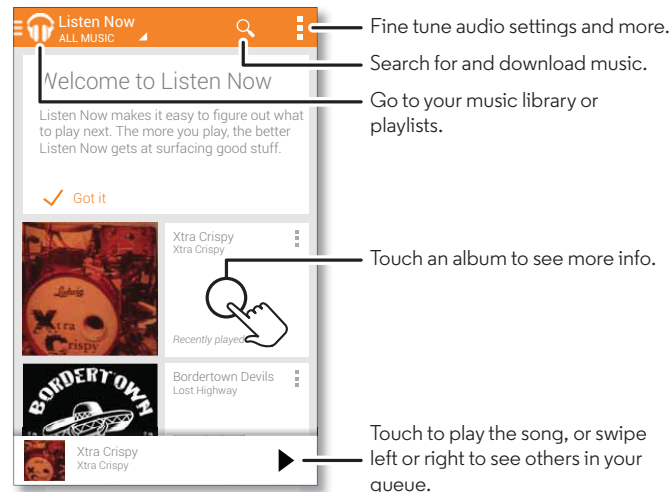 Listen Now
ALL MUSIC
Fine tune audio settings and more.
Search for and download music.
Go to your music library or
playlists.
Welcome to Listen Now
Listen Now makes it easy to figure out what
to play next. The more you play, the better
Listen Now gets at surfacing good stuff.
Got it
Ludwig
Xtra
Crispy
Xtra Crispy
Xtra Crispy
Recently played
Touch an album to see more info.
BORDERTOWN
Bordertown Devils
Lost Highway
Xtra Crispy
Xtra Crispy
Touch to play the song, or swipe
left or right to see others in your
queue.